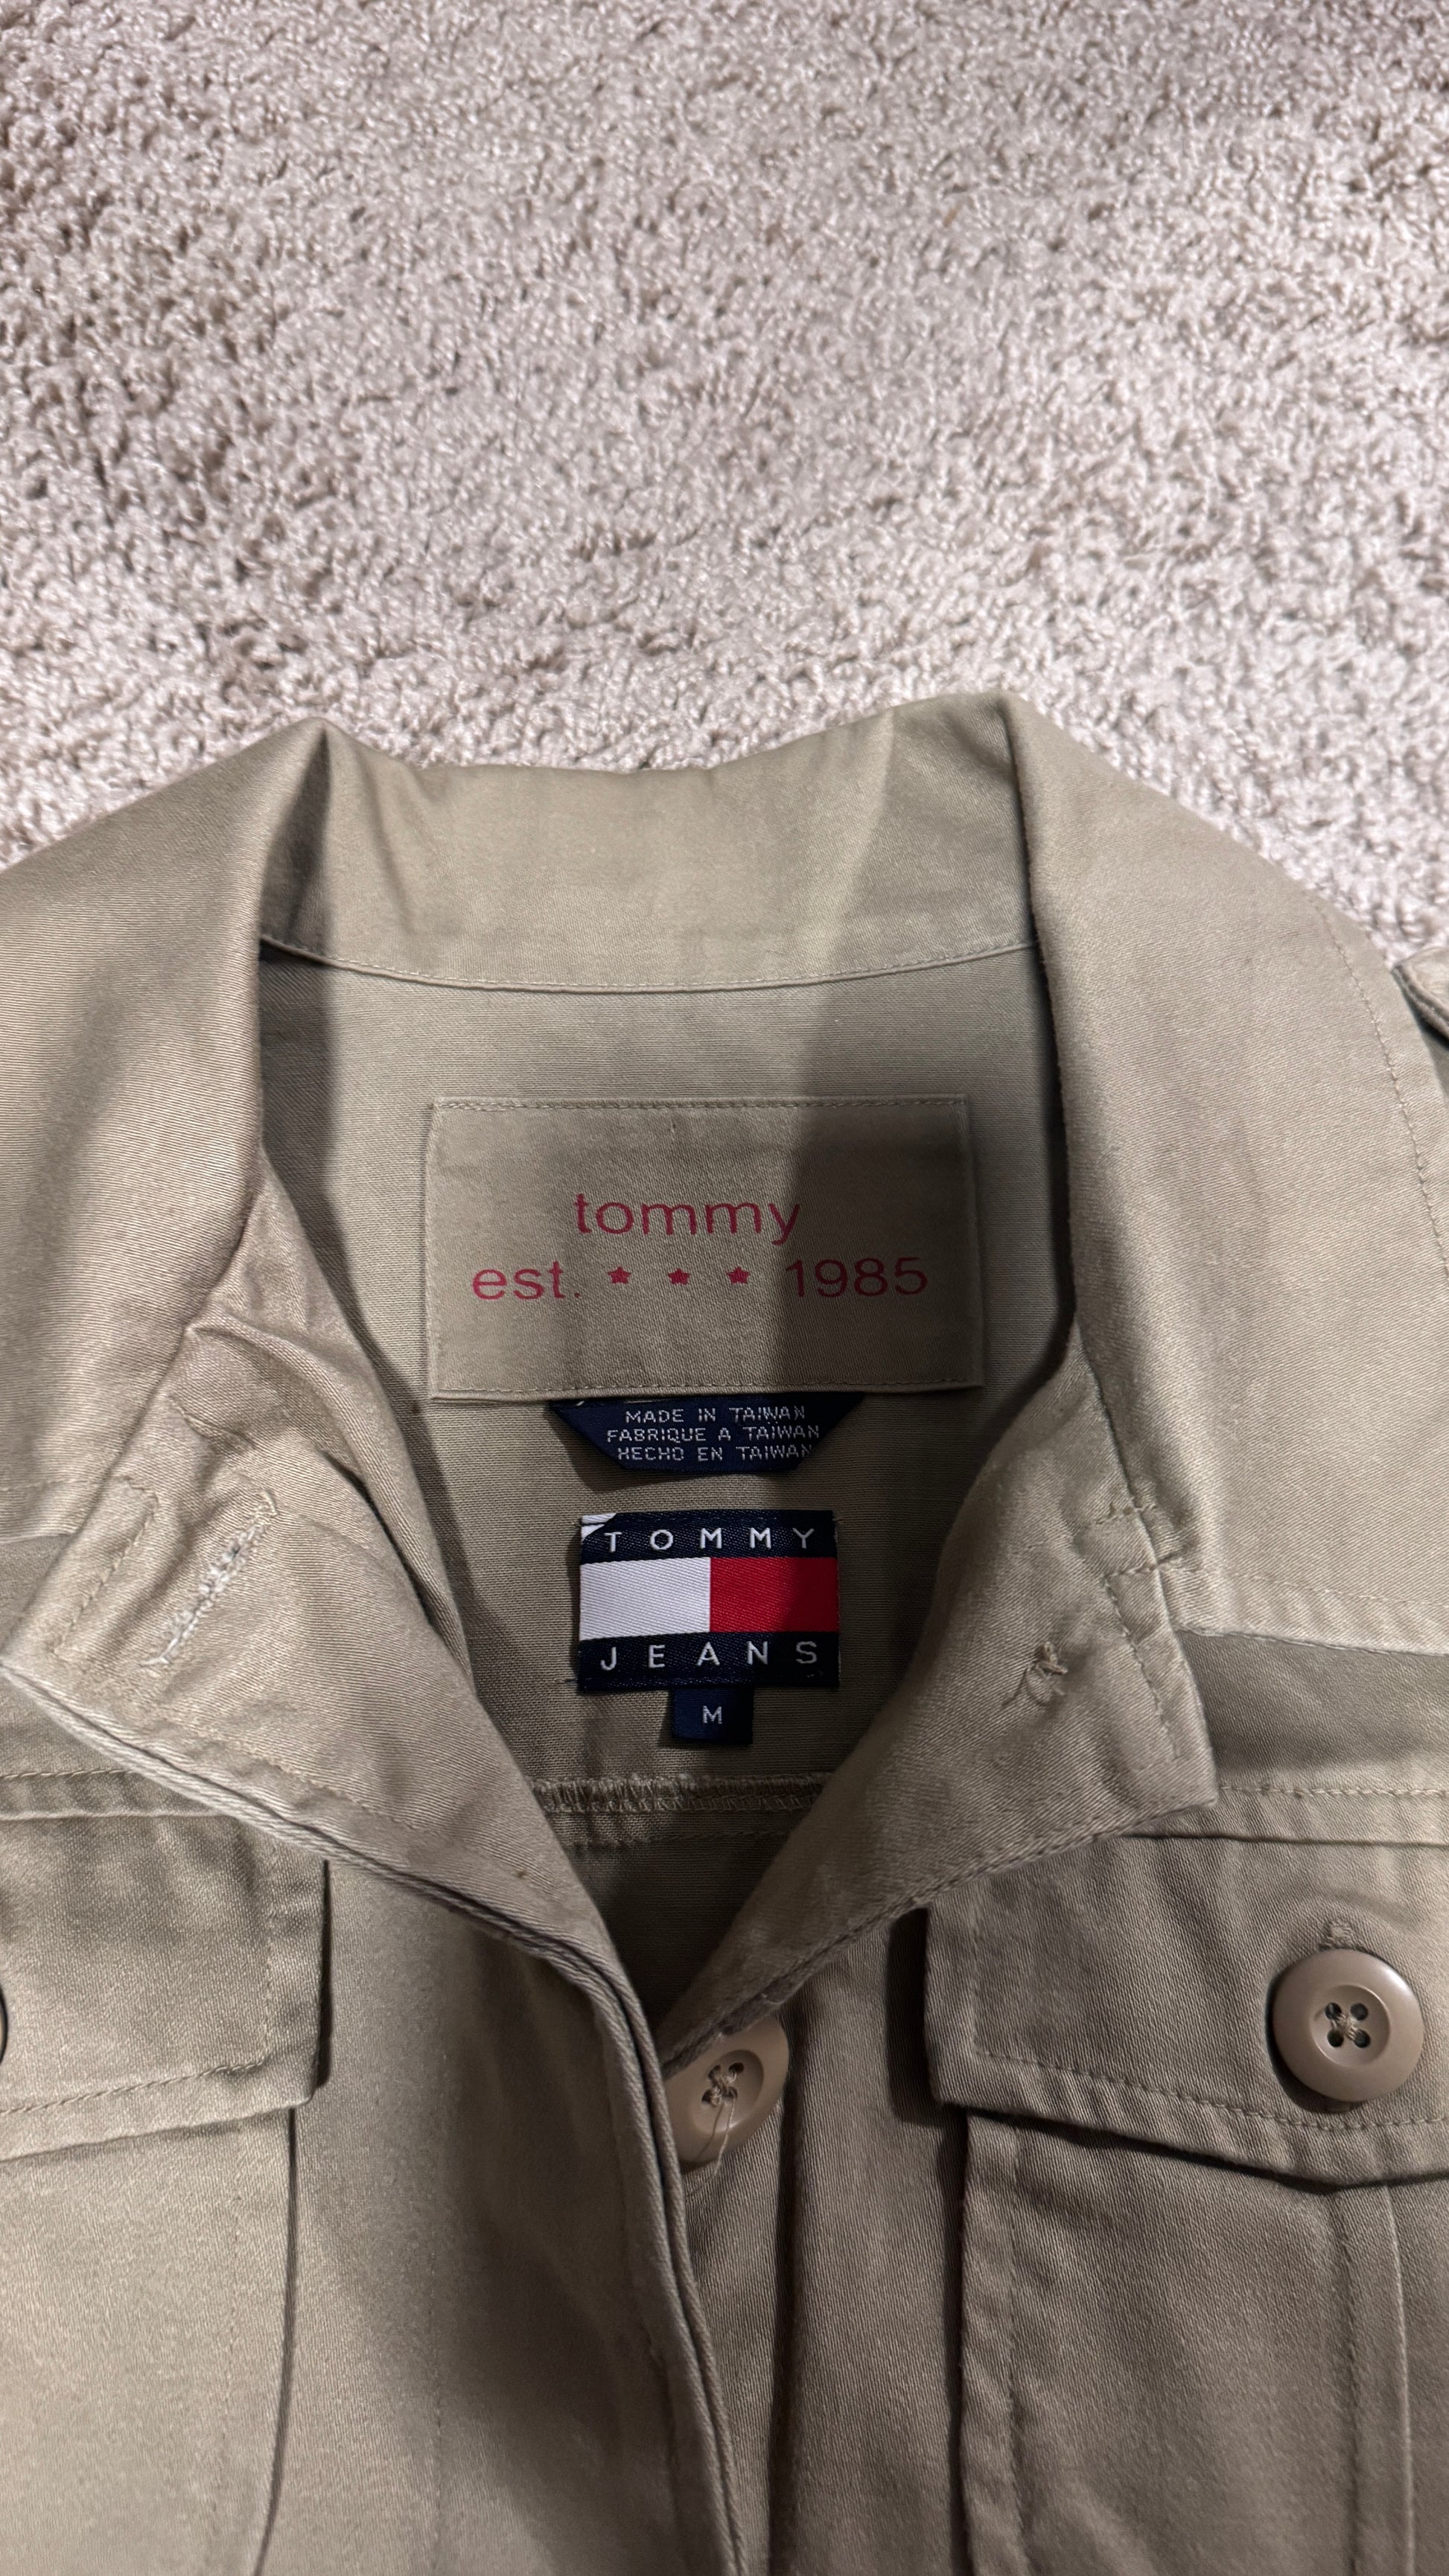 tommy
est. ★ ★ ★ 1985
MADE IN TAIWAN
FABRIQUE A TAIWAN
HECHO EN TAIWAN
TOMMY
JEANS
M